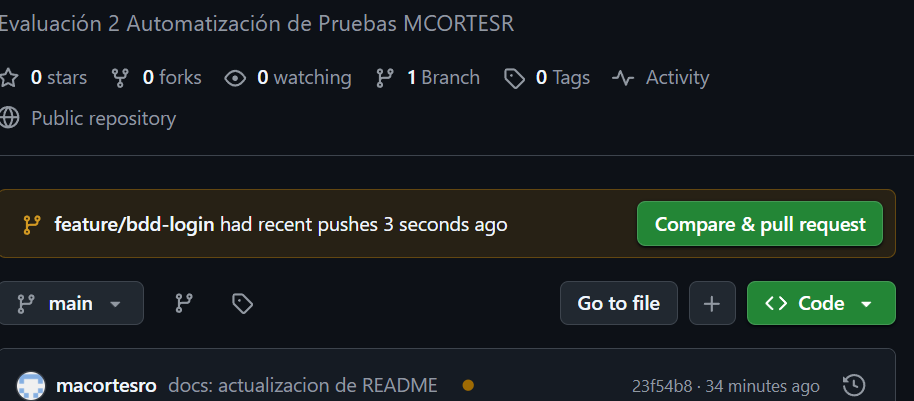 Evaluación 2 Automatización de Pruebas MCORTESR
0 stars 0 forks 0 watching 1 Branch 0 Tags Activity
Public repository
feature/bdd-login had recent pushes 3 seconds ago Compare & pull request
main Go to file Code
macortesro docs: actualizacion de README 23f54b8 · 34 minutes ago